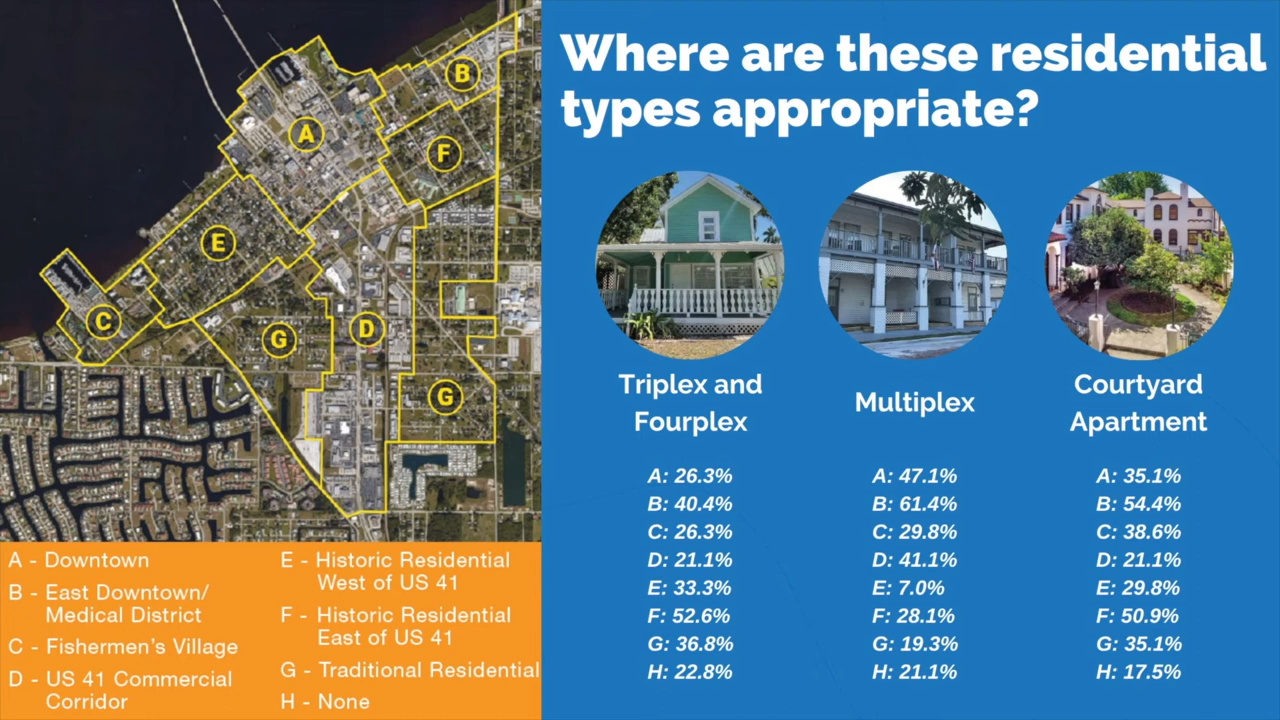 Where are these residential
types appropriate?
A
B
F
E
C
G
D
G
Triplex and
Fourplex
A: 26.3%
B: 40.4%
C: 26.3%
D: 21.1%
E: 33.3%
F: 52.6%
G: 36.8%
H: 22.8%
Multiplex
A: 47.1%
B: 61.4%
C: 29.8%
D: 41.1%
E: 7.0%
F: 28.1%
G: 19.3%
H: 21.1%
Courtyard
Apartment
A: 35.1%
B: 54.4%
C: 38.6%
D: 21.1%
E: 29.8%
F: 50.9%
G: 35.1%
H: 17.5%
A - Downtown
B - East Downtown/
Medical District
C - Fishermen's Village
D - US 41 Commercial
Corridor
E - Historic Residential
West of US 41
F - Historic Residential
East of US 41
G - Traditional Residential
H - None